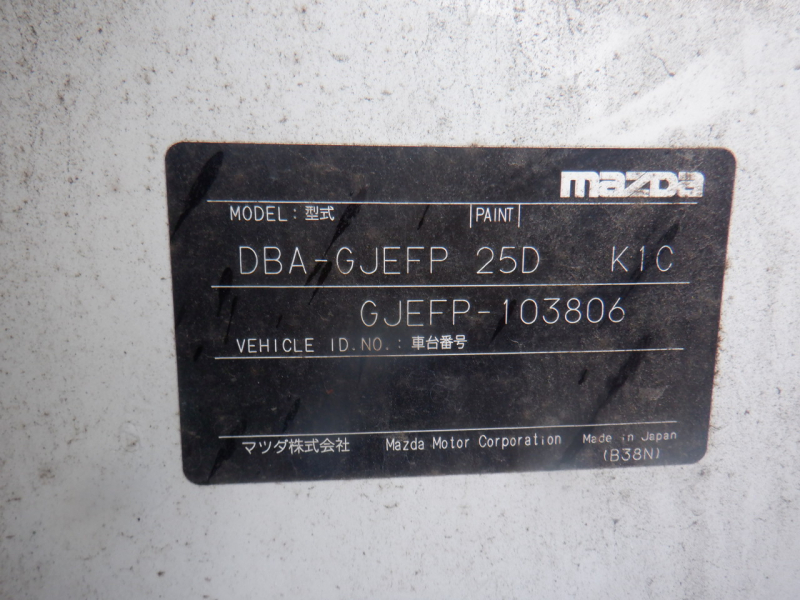 mazda
MODEL: 型式 |PAINT|
DBA-GJEFP 25D K1C
GJEFP-103806
VEHICLE ID.NO.: 車台番号
マツダ株式会社 Mazda Motor Corporation Made in Japan
(B38N)